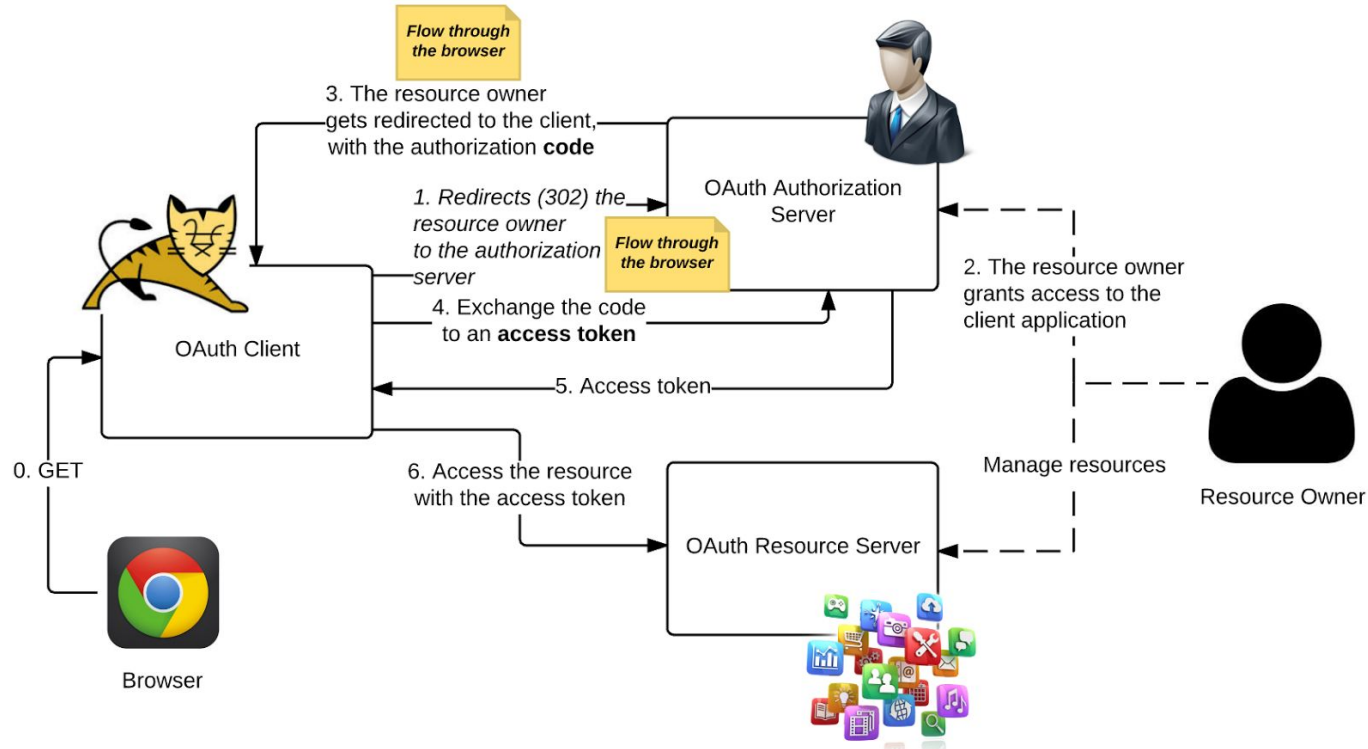 Flow through
the browser
3. The resource owner
gets redirected to the client,
with the authorization code
OAuth Authorization
Server
1. Redirects (302) the
resource owner
to the authorization
server
Flow through
the browser
2. The resource owner
grants access to the
client application
4. Exchange the code
to an access token
OAuth Client
5. Access token
0. GET
6. Access the resource
with the access token
Manage resources
Resource Owner
OAuth Resource Server
Browser